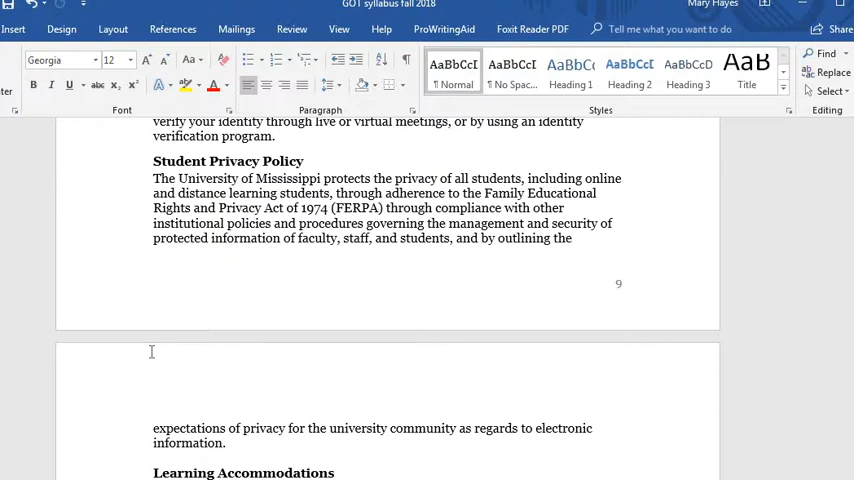 GOT syllabus fall 2018
Mary Hayes
Insert Design Layout References Mailings Review View Help ProWritingAid Foxit Reader PDF Tell me what you want to do Share
Georgia 12 Aa Find
AaBbCcI AaBbCcI AaBbCc AaBbCcI AaBbCcD AaBb Replace
B I U abc x₂ x² A ¶ Normal ¶ No Spac... Heading 1 Heading 2 Heading 3 Title Select
Font Paragraph Styles Editing
verify your identity through live or virtual meetings, or by using an identity
verification program.
Student Privacy Policy
The University of Mississippi protects the privacy of all students, including online
and distance learning students, through adherence to the Family Educational
Rights and Privacy Act of 1974 (FERPA) through compliance with other
institutional policies and procedures governing the management and security of
protected information of faculty, staff, and students, and by outlining the
9
expectations of privacy for the university community as regards to electronic
information.
Learning Accommodations